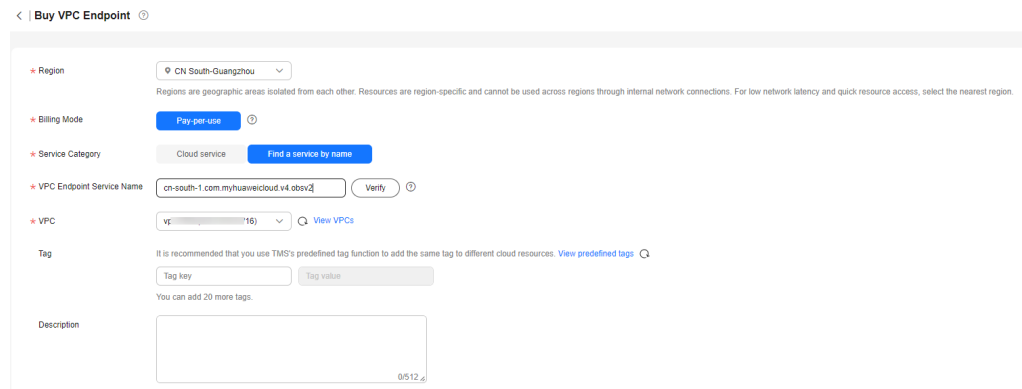 Buy VPC Endpoint
* Region
CN South-Guangzhou
Regions are geographic areas isolated from each other. Resources are region-specific and cannot be used across regions through internal network connections. For low network latency and quick resource access, select the nearest region.
* Billing Mode
Pay-per-use
* Service Category
Cloud service Find a service by name
* VPC Endpoint Service Name
cn-south-1.com.myhuaweicloud.v4.obsv2 Verify
* VPC
View VPCs
Tag
It is recommended that you use TMS's predefined tag function to add the same tag to different cloud resources. View predefined tags
Tag key Tag value
You can add 20 more tags.
Description
0/512